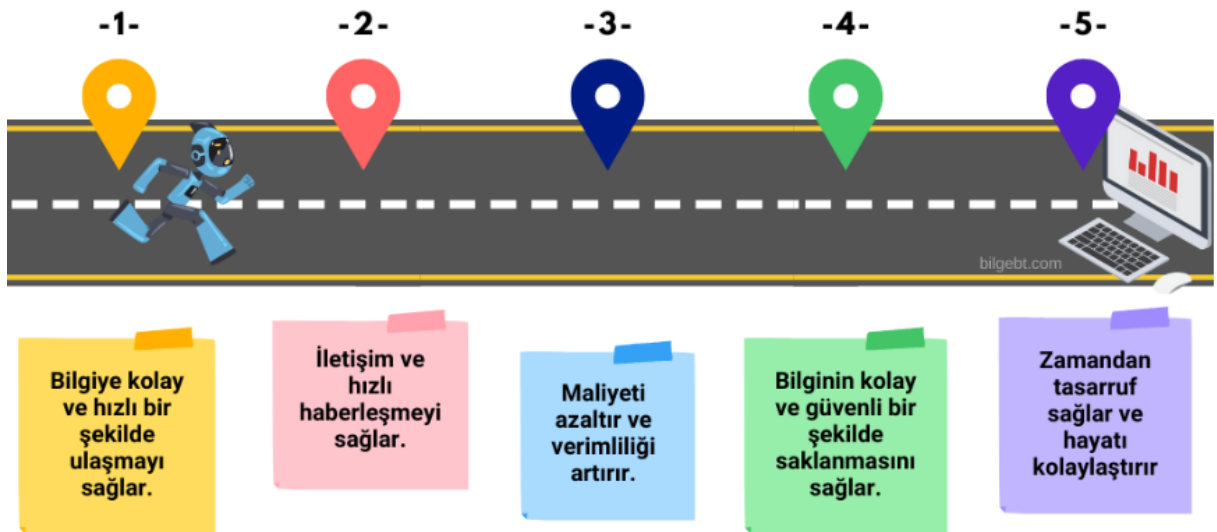 -1-
-2-
-3-
-4-
-5-
bilgebt.com
Bilgiye kolay
ve hızlı bir
şekilde
ulaşmayı
sağlar.
İletişim ve
hızlı
haberleşmeyi
sağlar.
Maliyeti
azaltır ve
verimliliği
artırır.
Bilginin kolay
ve güvenli bir
şekilde
saklanmasını
sağlar.
Zamandan
tasarruf
sağlar ve
hayatı
kolaylaştırır